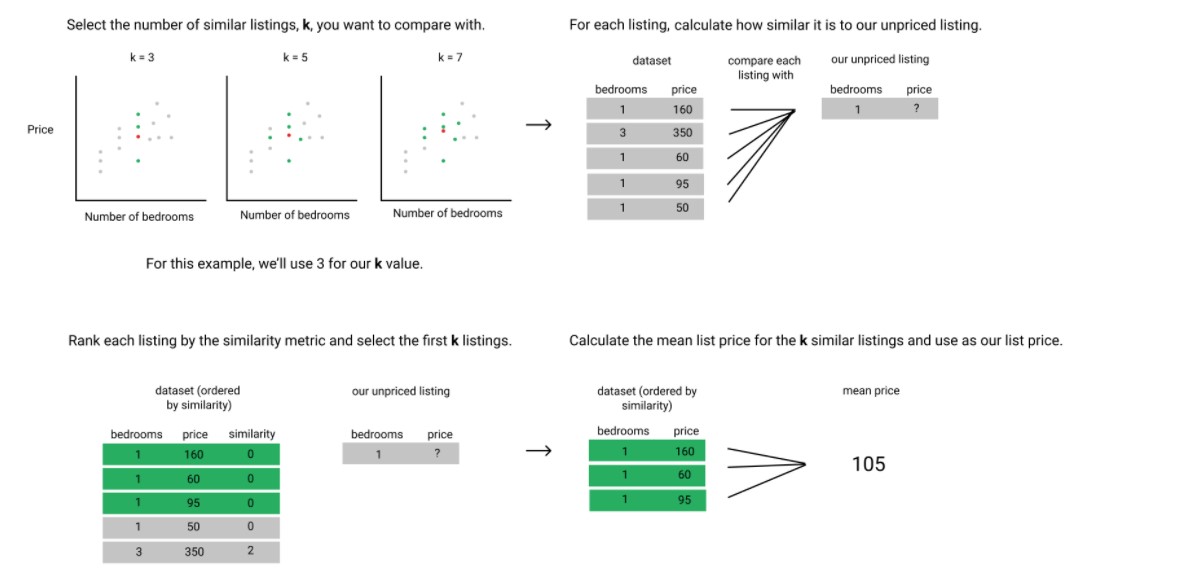 Select the number of similar listings, k, you want to compare with.
k = 3
k = 5
k = 7
Price
Number of bedrooms
Number of bedrooms
Number of bedrooms
For this example, we'll use 3 for our k value.
For each listing, calculate how similar it is to our unpriced listing.
dataset
compare each
listing with
our unpriced listing
bedrooms price
1 160
3 350
1 60
1 95
1 50
bedrooms price
1 ?
Rank each listing by the similarity metric and select the first k listings.
dataset (ordered
by similarity)
bedrooms price similarity
1 160 0
1 60 0
1 95 0
1 50 0
3 350 2
our unpriced listing
bedrooms price
1 ?
Calculate the mean list price for the k similar listings and use as our list price.
dataset (ordered by
similarity)
bedrooms price
1 160
1 60
1 95
mean price
105